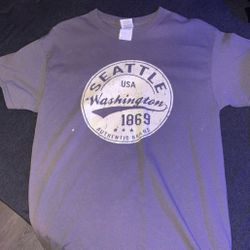 SEATTLE
USA
Washington
1869
AUTHENTIC BRAND